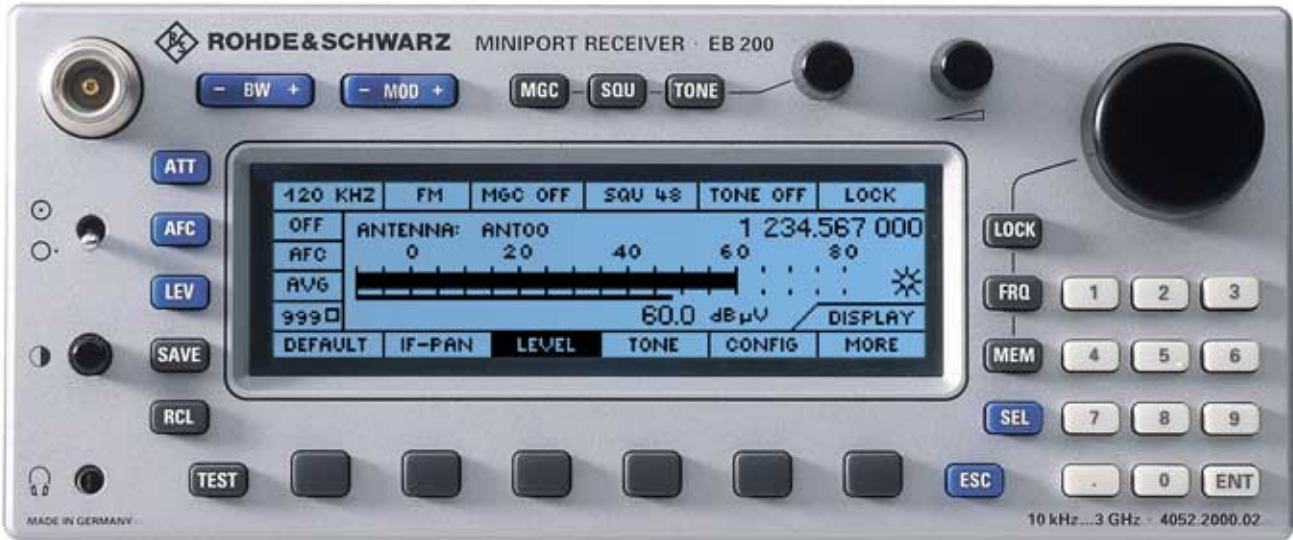 ROHDE&SCHWARZ MINIPORT RECEIVER · EB 200
- BW + - MOD + MGC SQU TONE
ATT
AFC
LEV
SAVE
RCL
TEST
120 KHZ FM MGC OFF SQU 48 TONE OFF LOCK
OFF ANTENNA: ANT00 1 234.567 000
AFC 0 20 40 60 80
AVG
999 60.0 dBµV DISPLAY
DEFAULT IF-PAN LEVEL TONE CONFIG MORE
LOCK
FRQ 1 2 3
MEM 4 5 6
SEL 7 8 9
ESC . 0 ENT
MADE IN GERMANY
10 kHz...3 GHz · 4052.2000.02